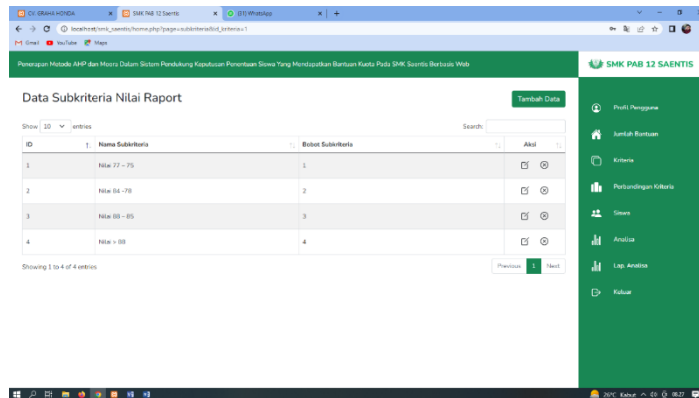 CV. GRAHA HONDA
SMK PAB 12 Saentis
(21) WhatsApp
localhost/smk_saentis/home.php?page=subkriteria&id_kriteria=1
Gmail YouTube Maps
Penerapan Metode AHP dan Moora Dalam Sistem Pendukung Keputusan Penentuan Siswa Yang Mendapatkan Bantuan Kuota Pada SMK Saentis Berbasis Web
SMK PAB 12 SAENTIS
Data Subkriteria Nilai Raport
Tambah Data
Show 10 entries
Search:
ID Nama Subkriteria Bobot Subkriteria Aksi
1 Nilai 77 – 75 1
2 Nilai 84 -78 2
3 Nilai 88 – 85 3
4 Nilai > 88 4
Showing 1 to 4 of 4 entries
Previous 1 Next
Profil Pengguna
Jumlah Bantuan
Kriteria
Perbandingan Kriteria
Siswa
Analisa
Lap. Analisa
Keluar
26°C Kabut 06.27